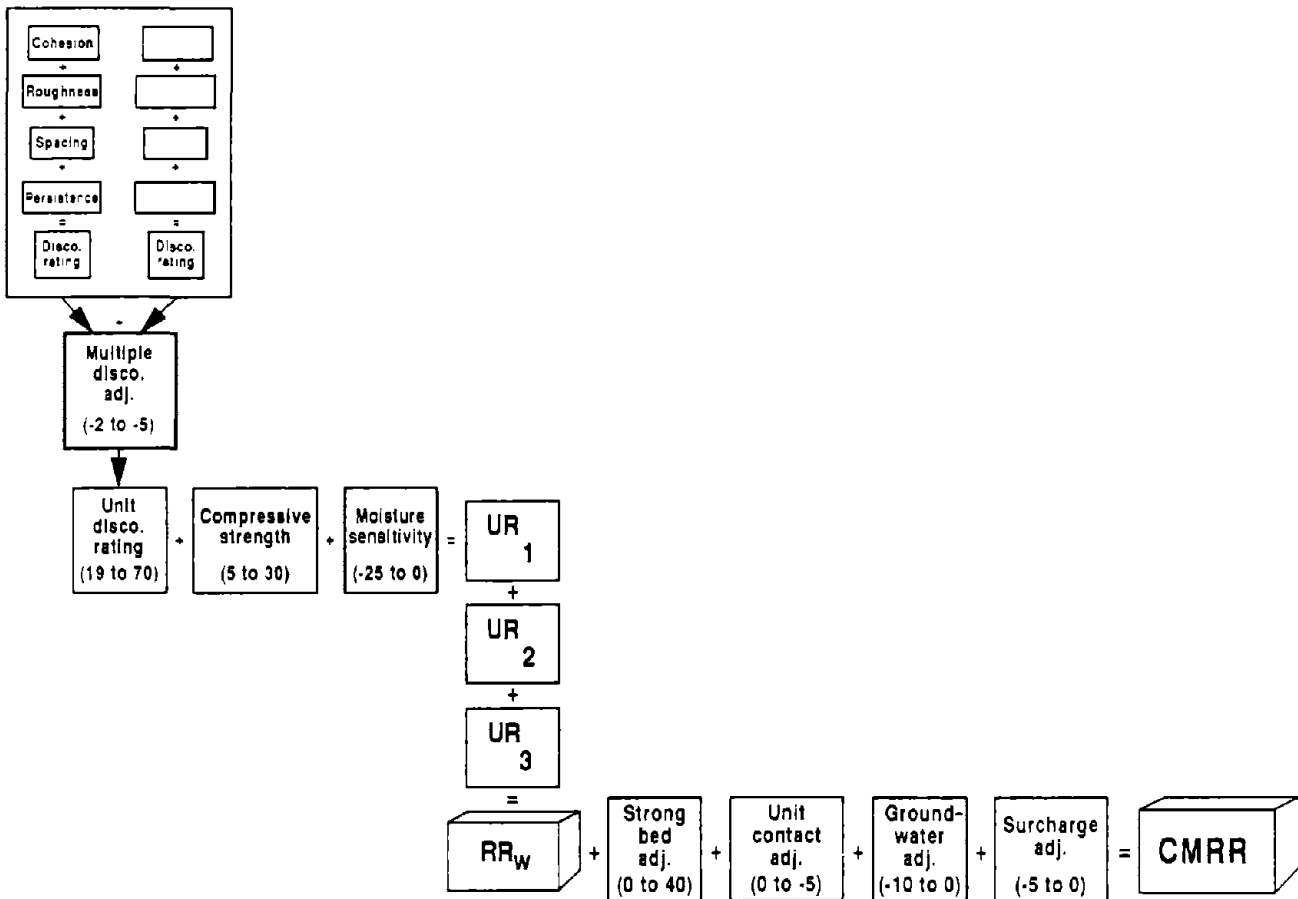 Cohesion
+ +
Roughness
+ +
Spacing
+ +
Persistence
= =
Disco. rating
Disco. rating
+
Multiple
disco.
adj.
(-2 to -5)
Unit
disco.
rating
(19 to 70)
+
Compressive
strength
(5 to 30)
+
Moisture
sensitivity
(-25 to 0)
=
UR 1
+
UR 2
+
UR 3
=
RRW
+
Strong
bed
adj.
(0 to 40)
+
Unit
contact
adj.
(0 to -5)
+
Ground-
water
adj.
(-10 to 0)
+
Surcharge
adj.
(-5 to 0)
=
CMRR